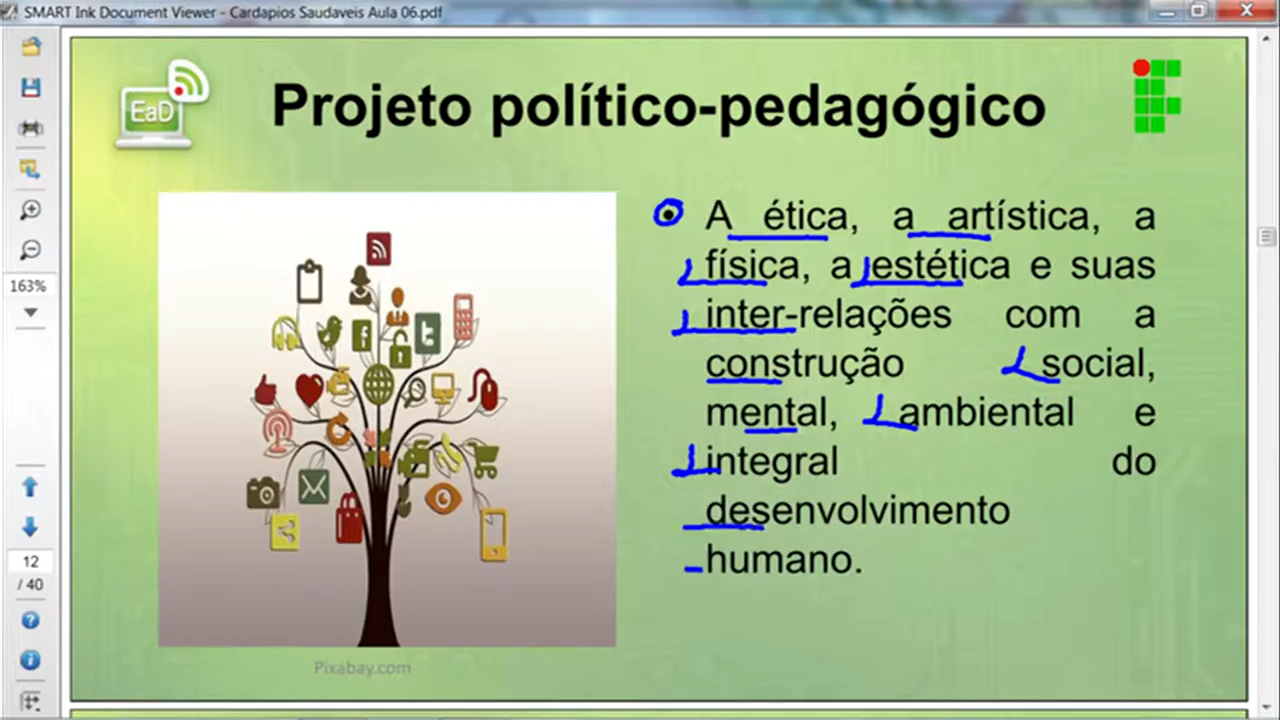 SMART Ink Document Viewer - Cardapios Saudaveis Aula 06.pdf
EaD
Projeto político-pedagógico
A ética, a artística, a
física, a estética e suas
inter-relações com a
construção social,
mental, ambiental e
integral do
desenvolvimento
humano.
163%
12
/ 40
Pixabay.com